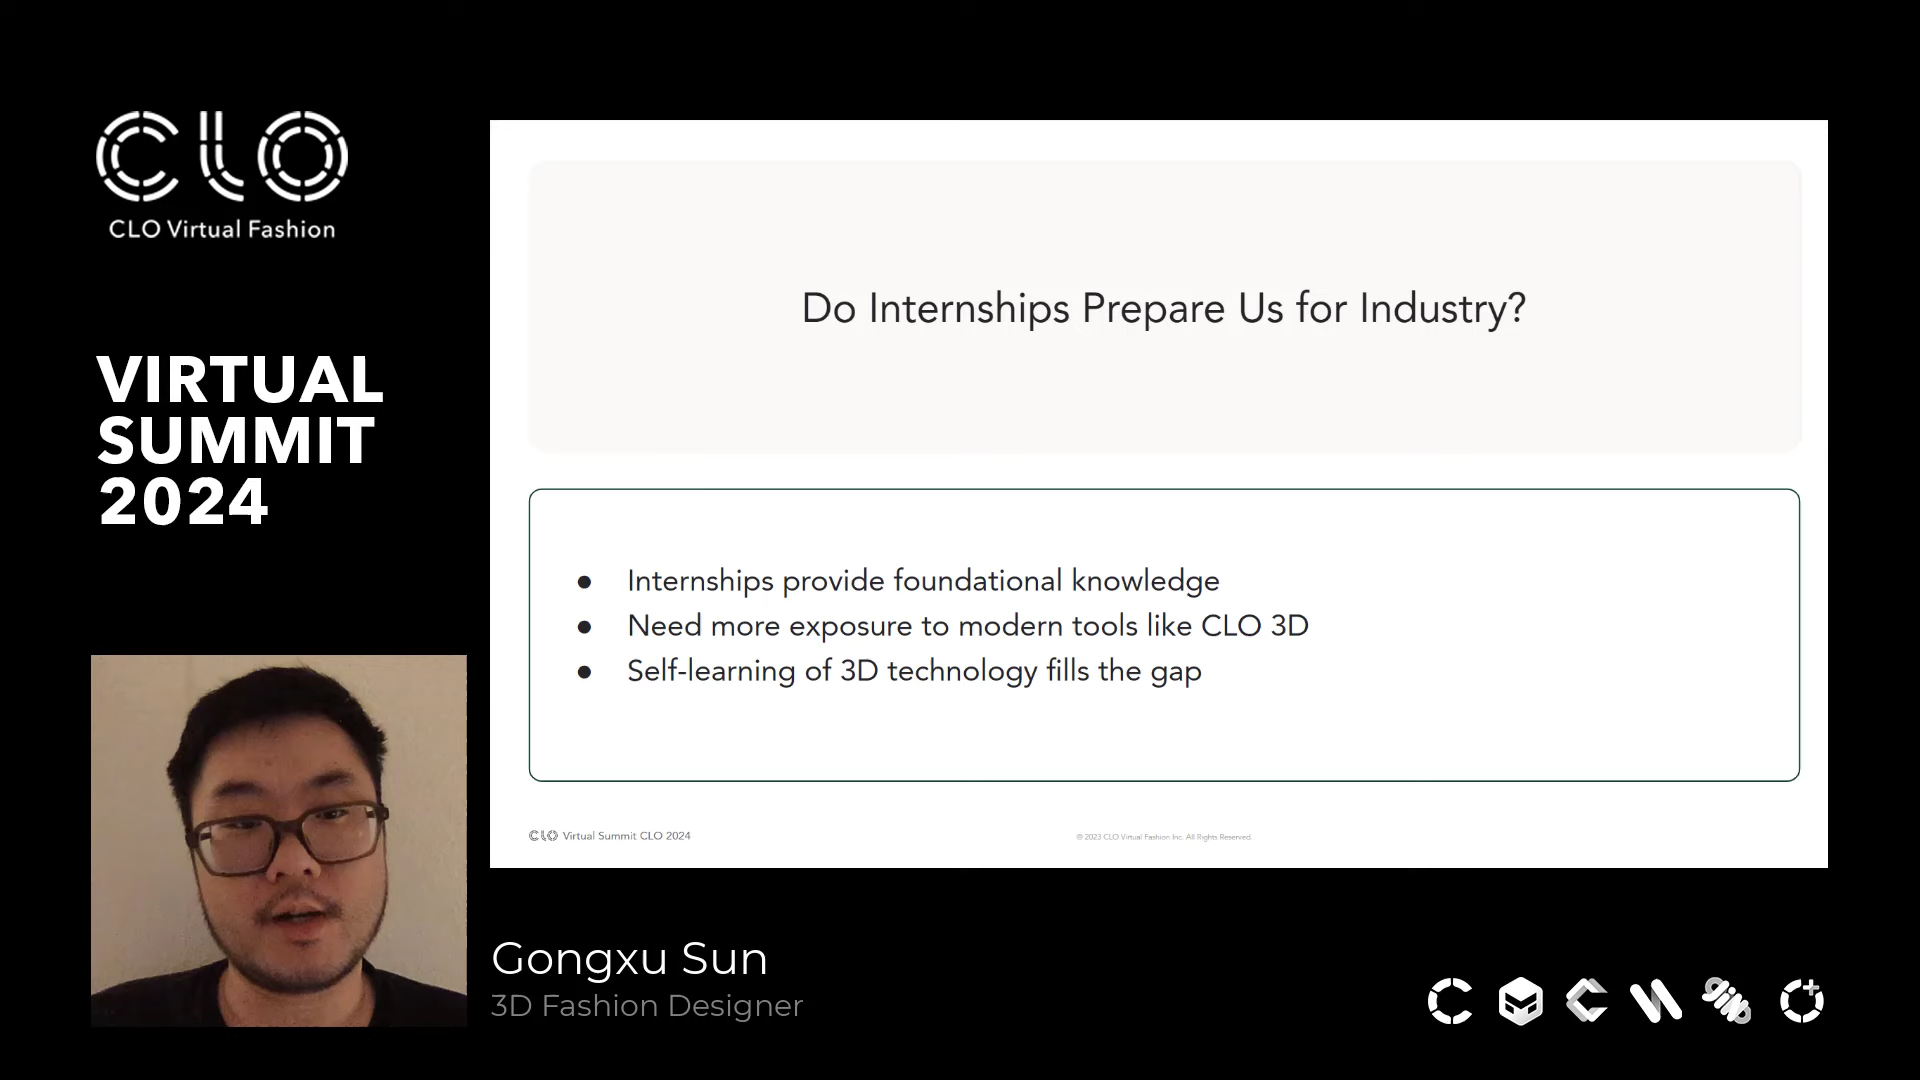 CLO
CLO Virtual Fashion
VIRTUAL
SUMMIT
2024
Do Internships Prepare Us for Industry?
● Internships provide foundational knowledge
● Need more exposure to modern tools like CLO 3D
● Self-learning of 3D technology fills the gap
CLO Virtual Summit CLO 2024
© 2023 CLO Virtual Fashion Inc. All Rights Reserved.
Gongxu Sun
3D Fashion Designer